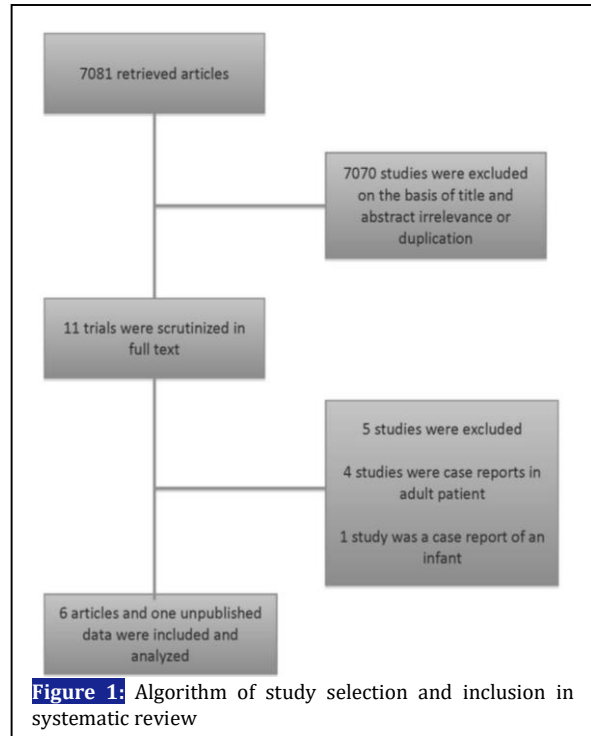 7081 retrieved articles
7070 studies were excluded
on the basis of title and
abstract irrelevance or
duplication
11 trials were scrutinized in
full text
5 studies were excluded
4 studies were case reports in
adult patient
1 study was a case report of an
infant
6 articles and one unpublished
data were included and
analyzed
Figure 1: Algorithm of study selection and inclusion in
systematic review